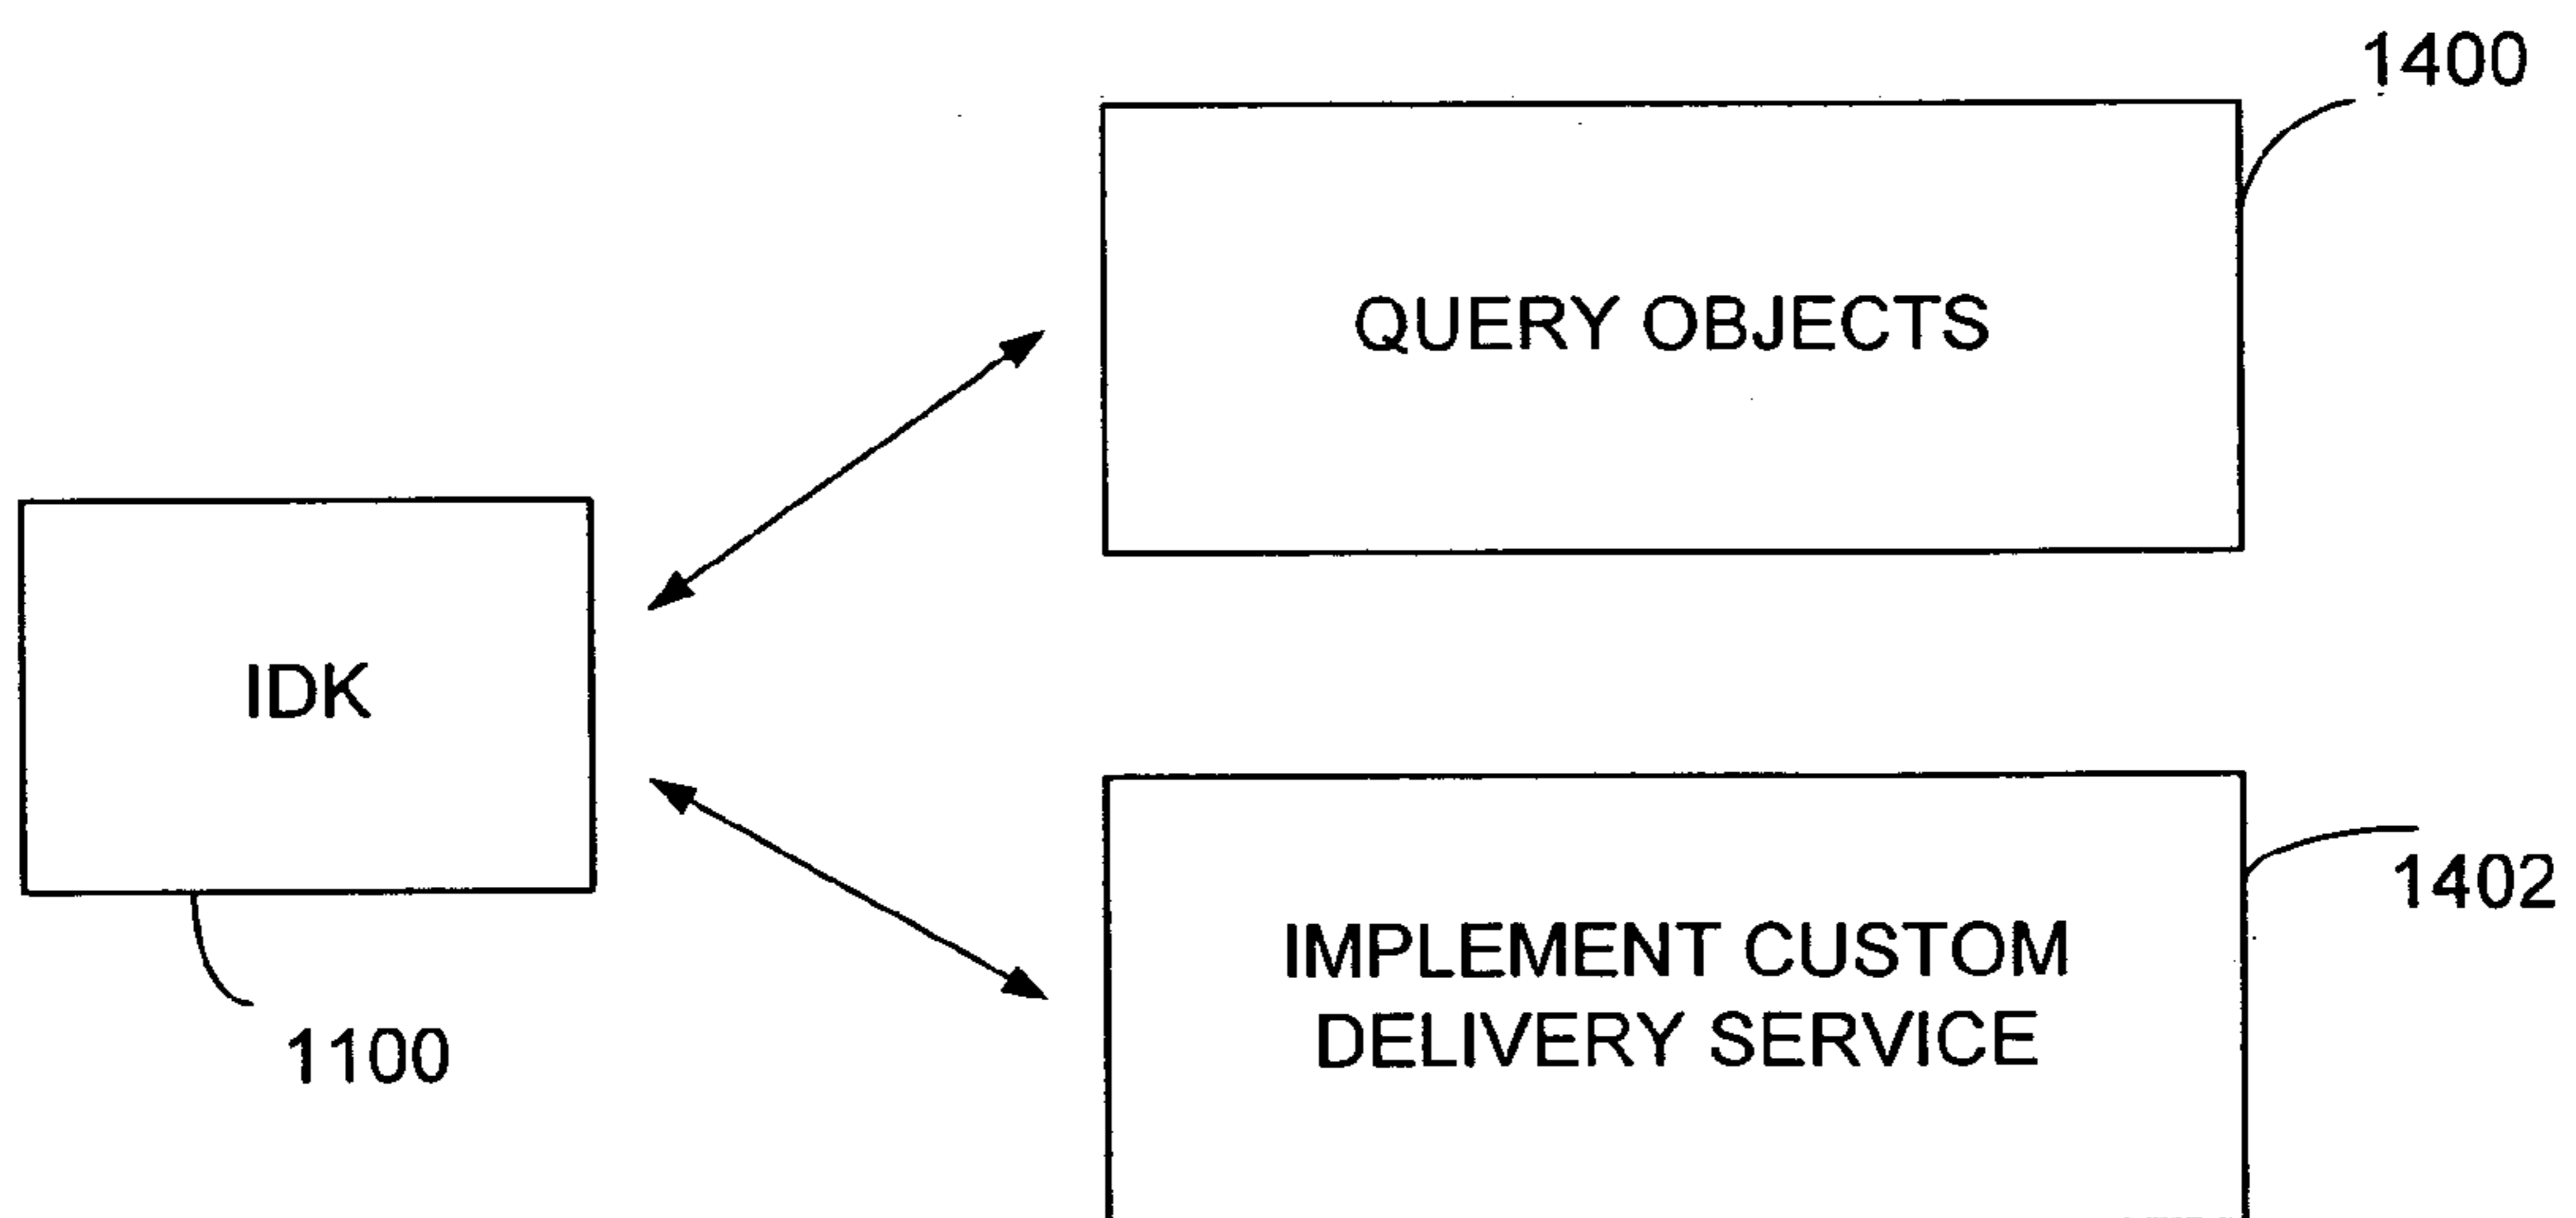 1400
QUERY OBJECTS
IDK
1100
1402
IMPLEMENT CUSTOM
DELIVERY SERVICE